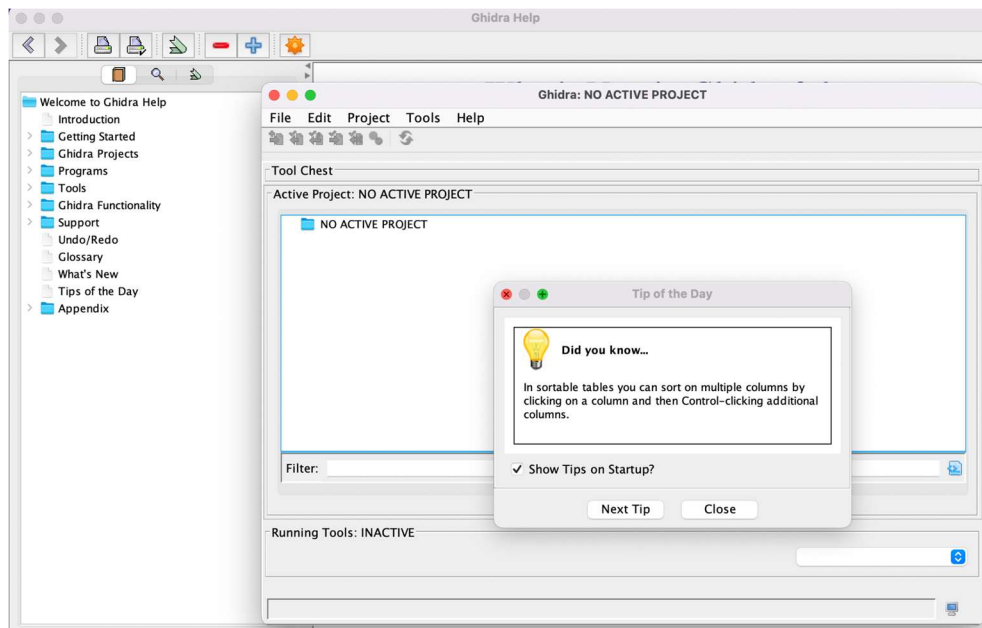 Ghidra Help
Welcome to Ghidra Help
Introduction
Getting Started
Ghidra Projects
Programs
Tools
Ghidra Functionality
Support
Undo/Redo
Glossary
What's New
Tips of the Day
Appendix
Ghidra: NO ACTIVE PROJECT
File Edit Project Tools Help
Tool Chest
Active Project: NO ACTIVE PROJECT
NO ACTIVE PROJECT
Filter:
Running Tools: INACTIVE
Tip of the Day
Did you know...
In sortable tables you can sort on multiple columns by
clicking on a column and then Control-clicking additional
columns.
Show Tips on Startup?
Next Tip Close